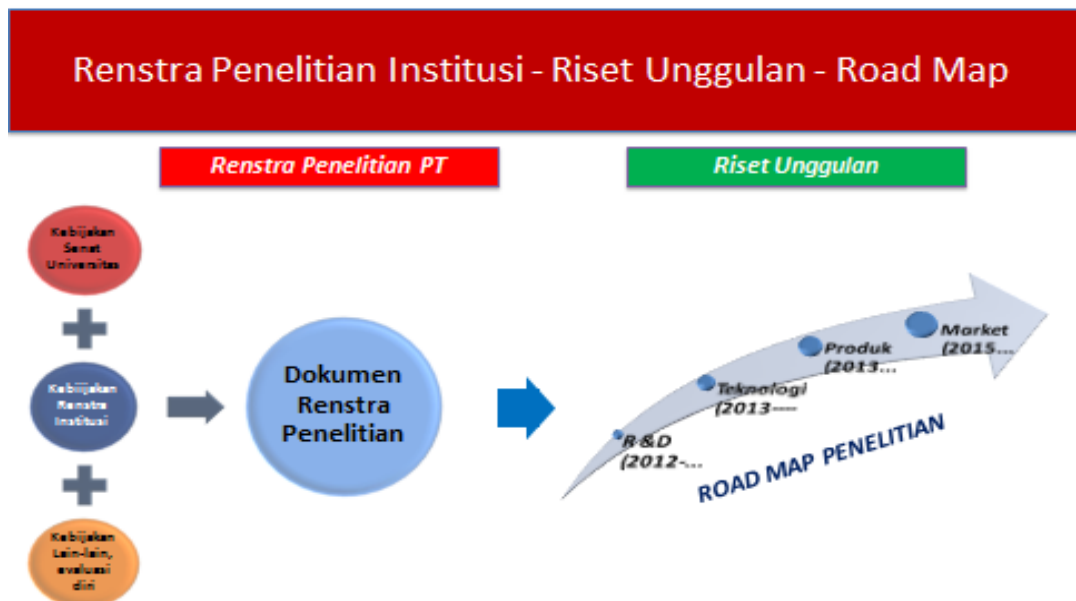 Renstra Penelitian Institusi - Riset Unggulan - Road Map
Renstra Penelitian PT
Riset Unggulan
Kebijakan
Senat
Universitas
Kebiijakan
Renstra
Institusi
Kebijakan
Lain-lain,
evaluasi
diri
Dokumen
Renstra
Penelitian
R &D
(2012-...
Teknologi
(2013----
Produk
(2013...
Market
(2015...
ROAD MAP PENELITIAN